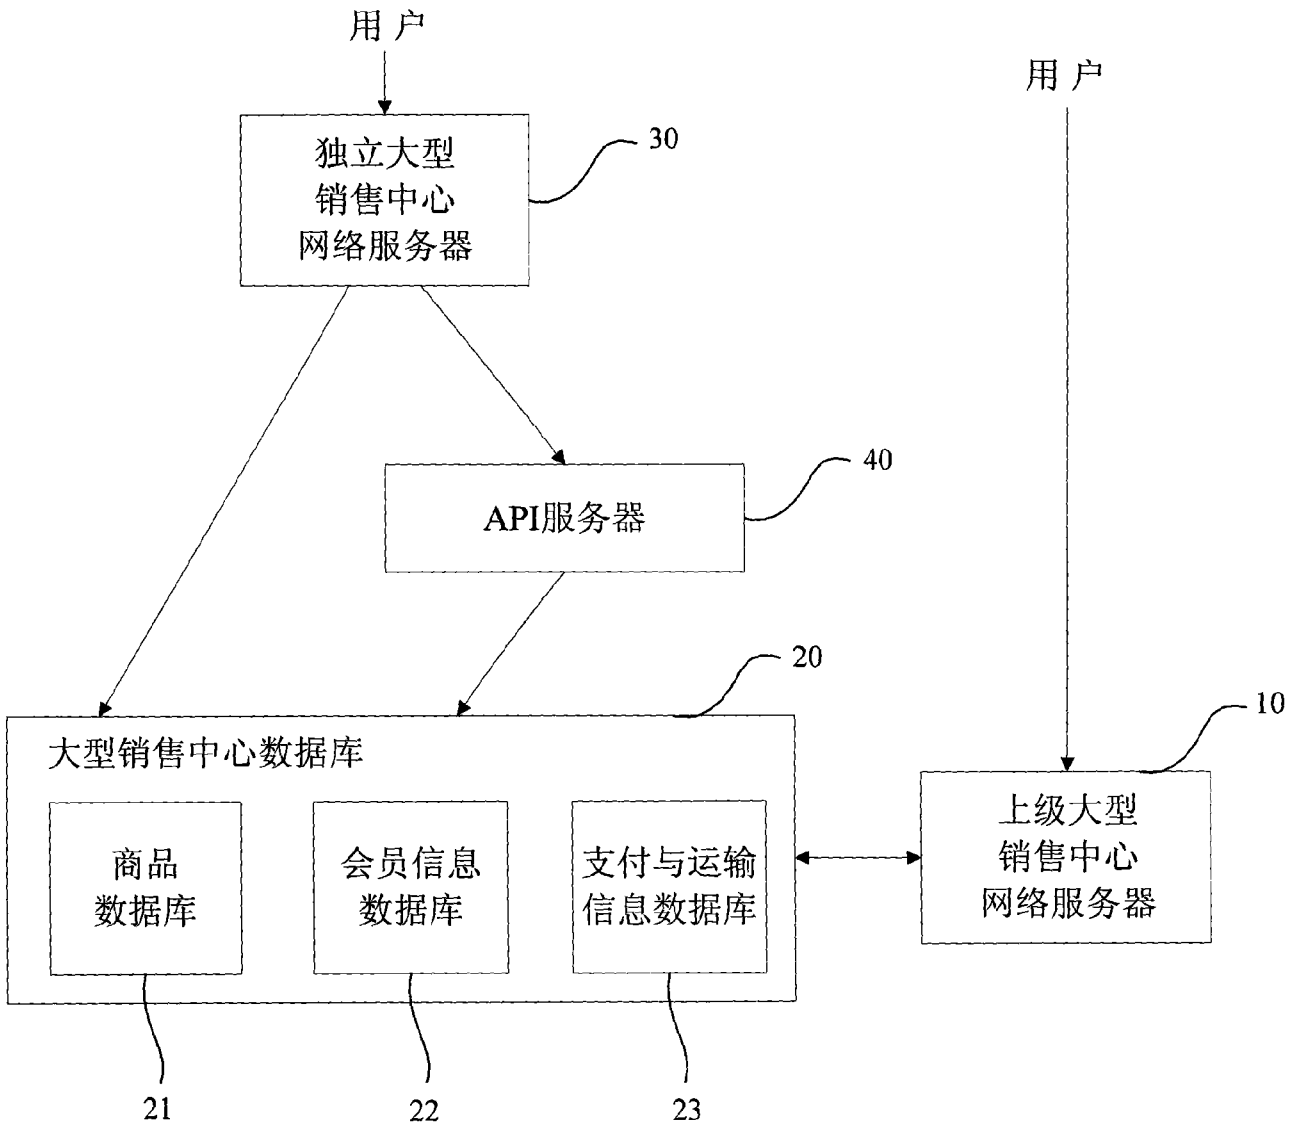 用户
用户
30
独立大型
销售中心
网络服务器
40
API服务器
20
10
大型销售中心数据库
上级大型
销售中心
网络服务器
商品
数据库
会员信息
数据库
支付与运输
信息数据库
21
22
23